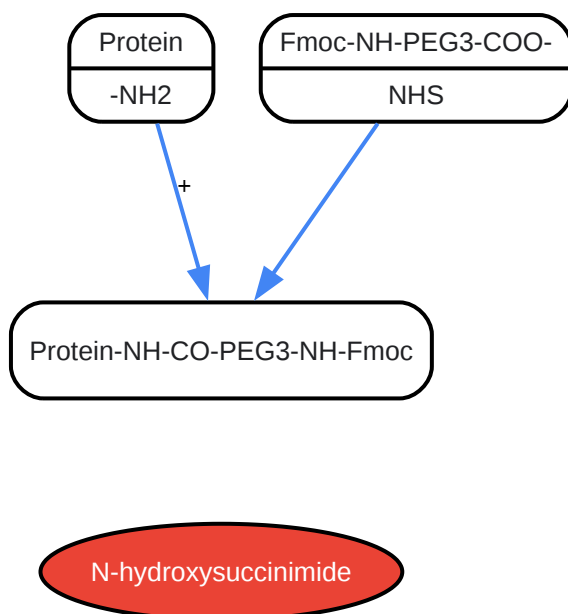 Protein
-NH2
Fmoc-NH-PEG3-COO-
NHS
+
Protein-NH-CO-PEG3-NH-Fmoc
N-hydroxysuccinimide